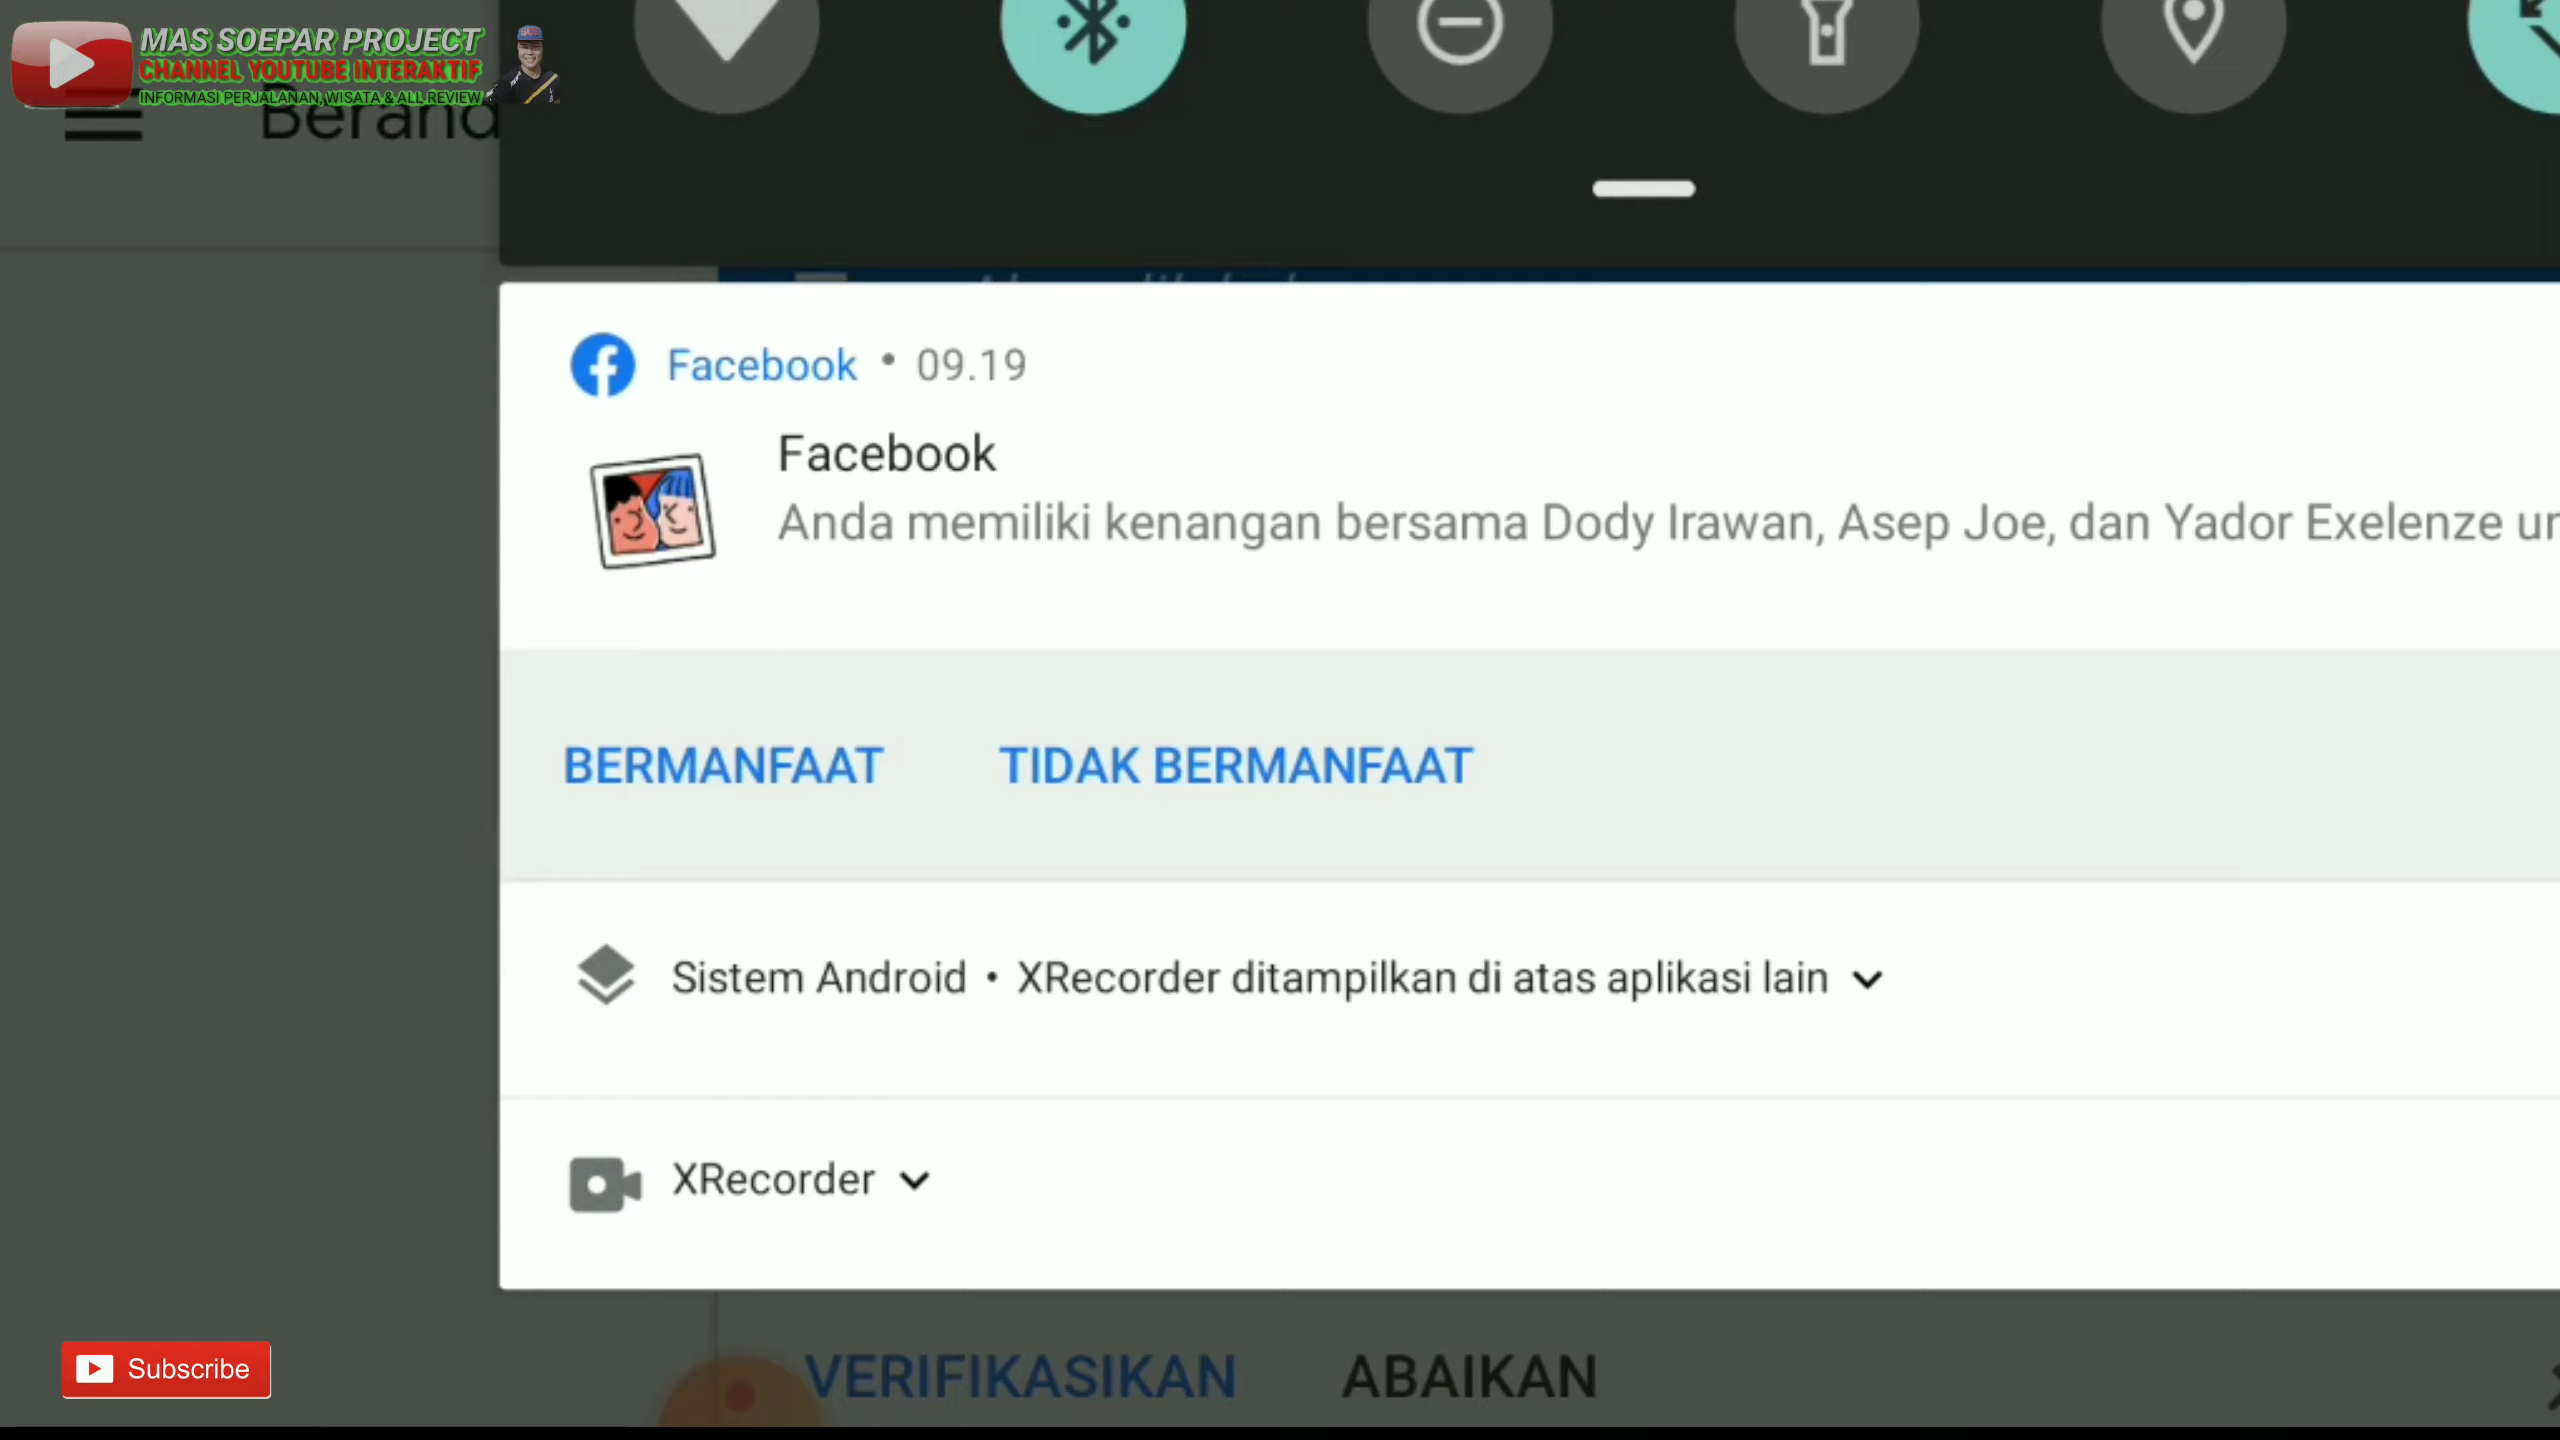 MAS SOEPAR PROJECT
CHANNEL YOUTUBE INTERAKTIF
INFORMASI PERJALANAN, WISATA & ALL REVIEW
Berand
Facebook • 09.19
Facebook
Anda memiliki kenangan bersama Dody Irawan, Asep Joe, dan Yador Exelenze un
BERMANFAAT TIDAK BERMANFAAT
Sistem Android • XRecorder ditampilkan di atas aplikasi lain
XRecorder
VERIFIKASIKAN ABAIKAN
Subscribe